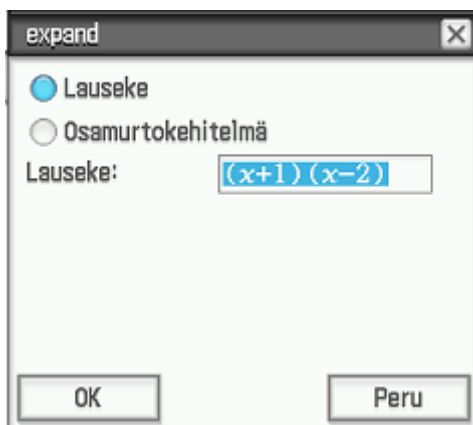 expand
Lauseke
Osamurtokehitelmä
Lauseke: (x+1)(x−2)
OK Peru